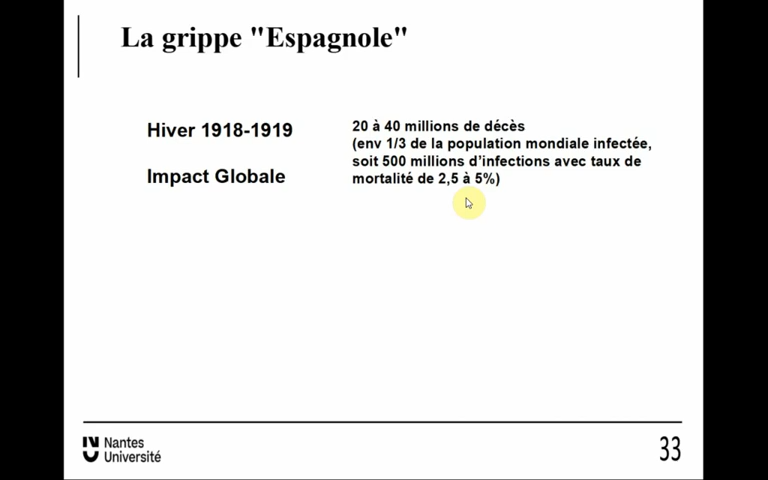 La grippe "Espagnole"
Hiver 1918-1919
Impact Globale
20 à 40 millions de décès
(env 1/3 de la population mondiale infectée,
soit 500 millions d'infections avec taux de
mortalité de 2,5 à 5%)
Nantes
Université
33